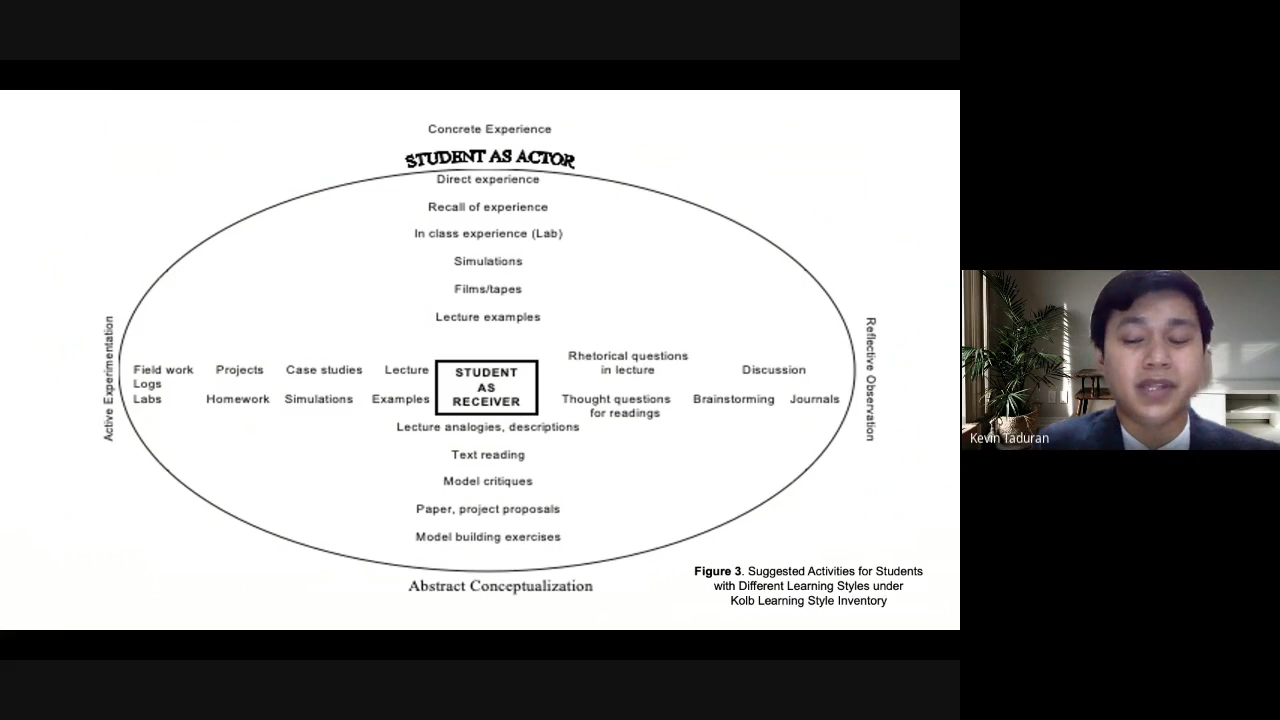 Concrete Experience
STUDENT AS ACTOR
Direct experience
Recall of experience
In class experience (Lab)
Simulations
Films/tapes
Lecture examples
Active Experimentation
Field work
Logs
Labs
Projects
Homework
Case studies
Simulations
Lecture
Examples
STUDENT
AS
RECEIVER
Rhetorical questions
in lecture
Thought questions
for readings
Discussion
Brainstorming
Journals
Reflective Observation
Lecture analogies, descriptions
Text reading
Model critiques
Paper, project proposals
Model building exercises
Abstract Conceptualization
Figure 3. Suggested Activities for Students
with Different Learning Styles under
Kolb Learning Style Inventory
Kevin Taduran